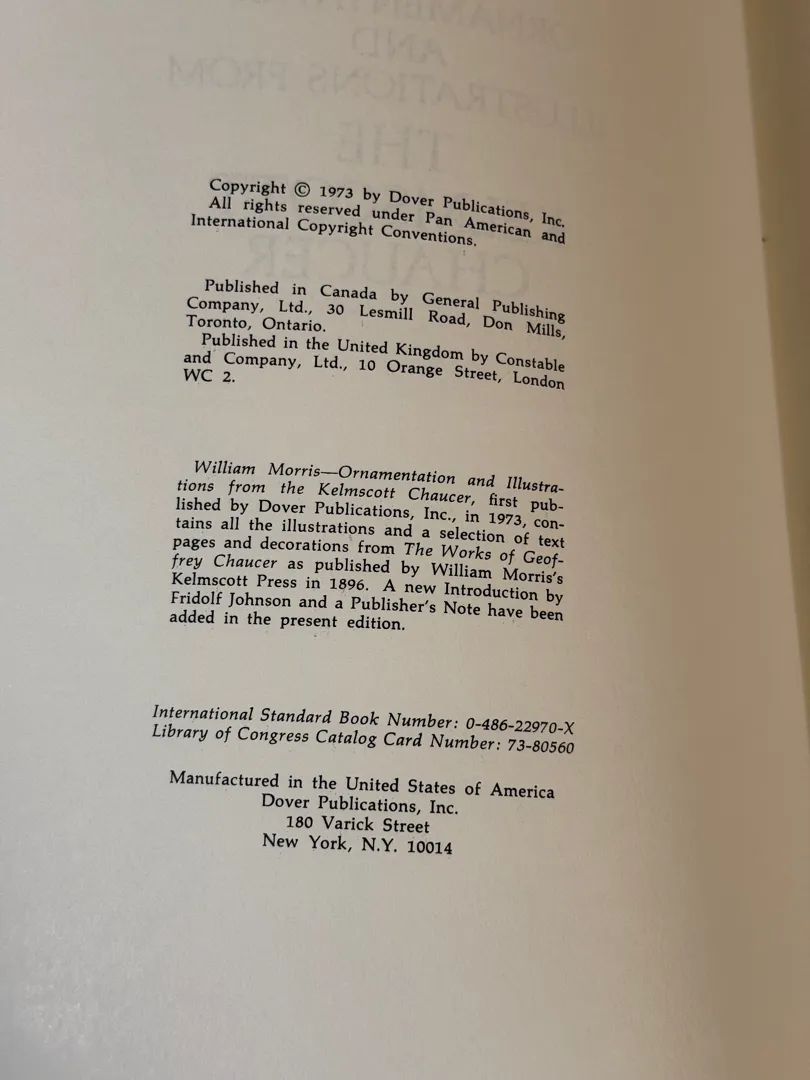 Copyright © 1973 by Dover Publications, Inc.
All rights reserved under Pan American and
International Copyright Conventions.
Published in Canada by General Publishing
Company, Ltd., 30 Lesmill Road, Don Mills,
Toronto, Ontario.
Published in the United Kingdom by Constable
and Company, Ltd., 10 Orange Street, London
WC 2.
William Morris—Ornamentation and Illustra-
tions from the Kelmscott Chaucer, first pub-
lished by Dover Publications, Inc., in 1973, con-
tains all the illustrations and a selection of text
pages and decorations from The Works of Geof-
frey Chaucer as published by William Morris's
Kelmscott Press in 1896. A new Introduction by
Fridolf Johnson and a Publisher's Note have been
added in the present edition.
International Standard Book Number: 0-486-22970-X
Library of Congress Catalog Card Number: 73-80560
Manufactured in the United States of America
Dover Publications, Inc.
180 Varick Street
New York, N.Y. 10014